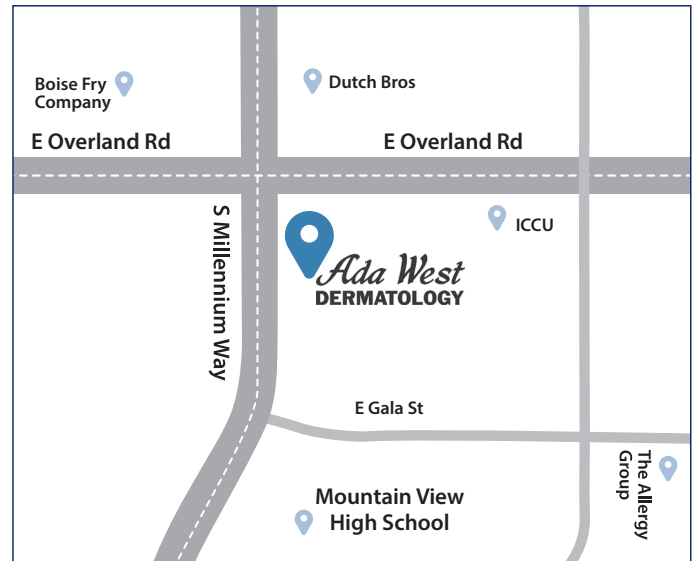 Boise Fry
Company
Dutch Bros
E Overland Rd
E Overland Rd
ICCU
S Millennium Way
Ada West
DERMATOLOGY
E Gala St
The Allergy
Group
Mountain View
High School